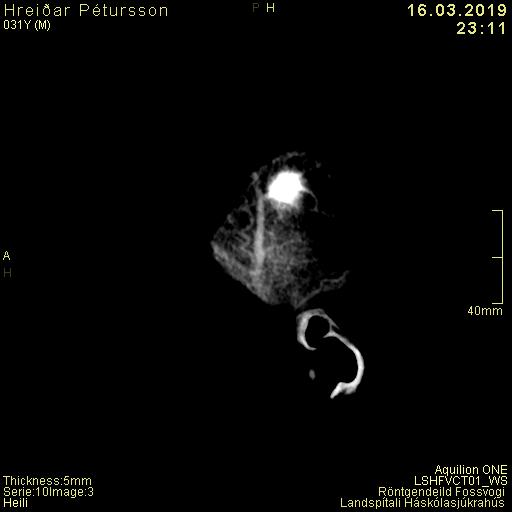 Hreiðar Pétursson
031Y (M)
P H
16.03.2019
23:11
A
H
40mm
Thickness:5mm
Serie:10Image:3
Heili
Aquilion ONE
LSHFVCT01_WS
Röntgendeild Fossvogi
Landspítali Háskólasjúkrahús